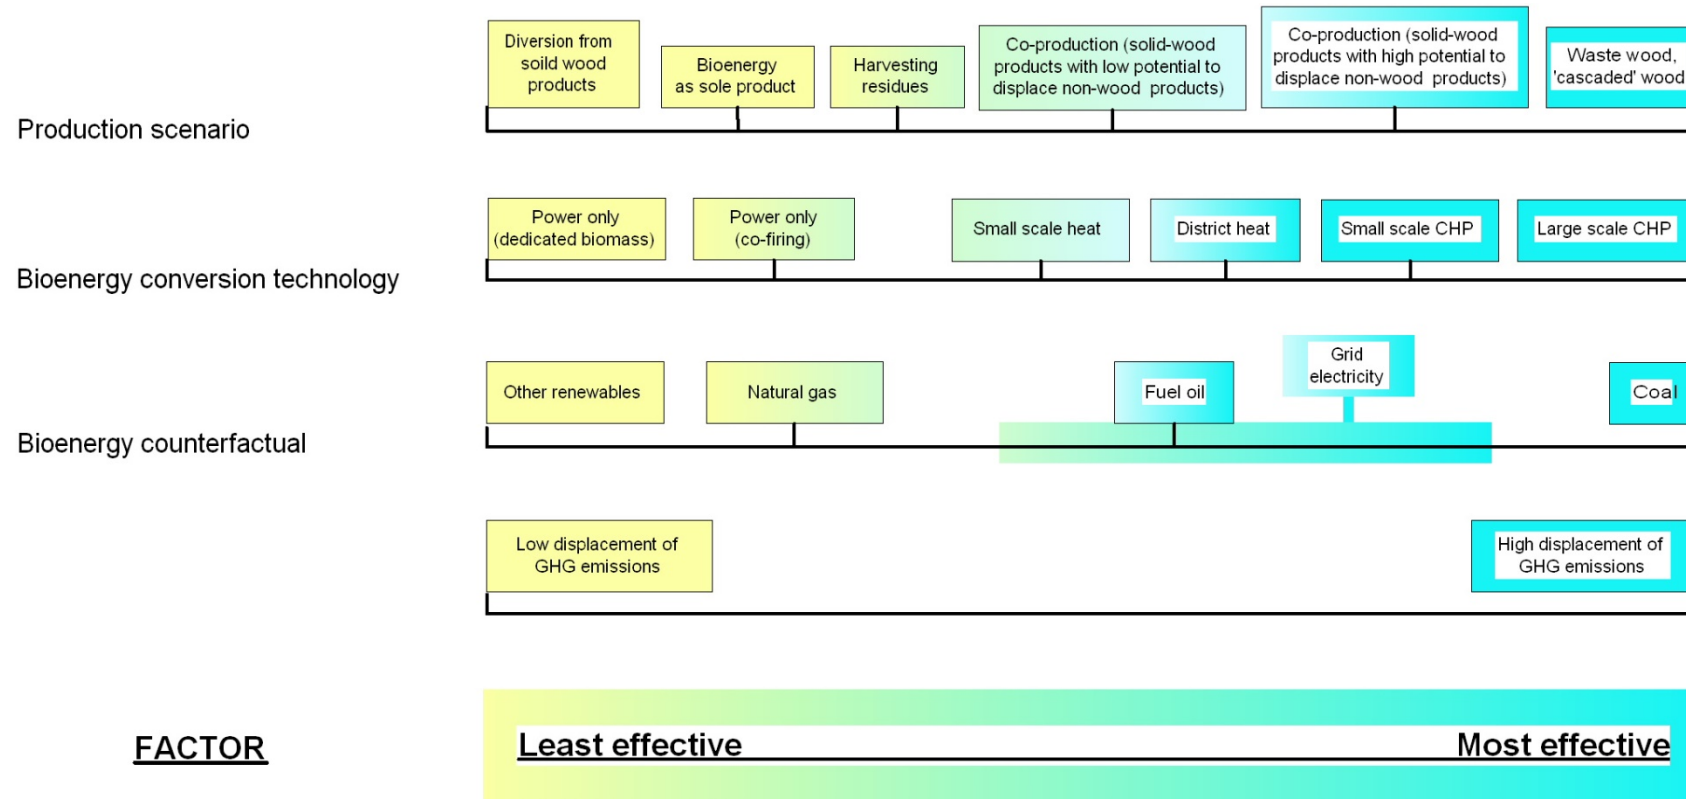 Diversion from
soild wood
products
Bioenergy
as sole product
Harvesting
residues
Co-production (solid-wood
products with low potential to
displace non-wood products)
Co-production (solid-wood
products with high potential to
displace non-wood products)
Waste wood,
'cascaded' wood
Production scenario
Power only
(dedicated biomass)
Power only
(co-firing)
Small scale heat
District heat
Small scale CHP
Large scale CHP
Bioenergy conversion technology
Other renewables
Natural gas
Fuel oil
Grid
electricity
Coal
Bioenergy counterfactual
Low displacement of
GHG emissions
High displacement of
GHG emissions
FACTOR
Least effective
Most effective